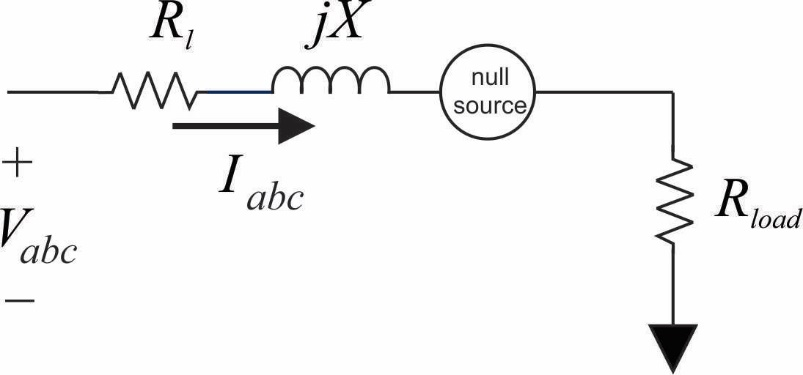 R_l
jX
null
source
I_abc
+
V_abc
−
R_load